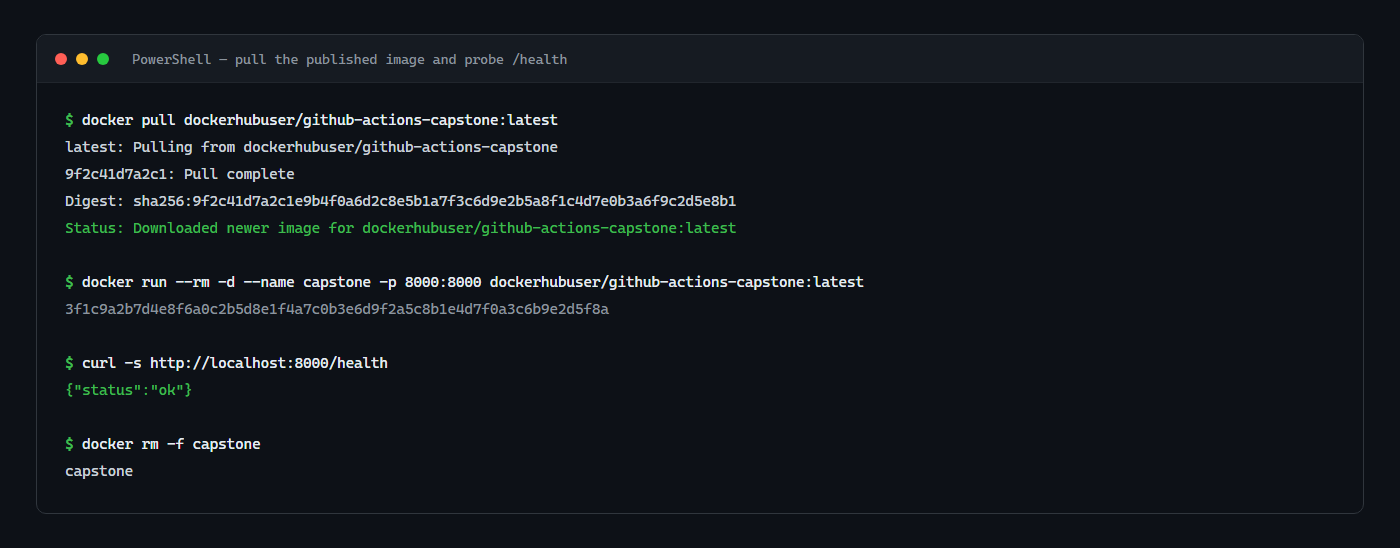 PowerShell — pull the published image and probe /health
$ docker pull dockerhubuser/github-actions-capstone:latest
latest: Pulling from dockerhubuser/github-actions-capstone
9f2c41d7a2c1: Pull complete
Digest: sha256:9f2c41d7a2c1e9b4f0a6d2c8e5b1a7f3c6d9e2b5a8f1c4d7e0b3a6f9c2d5e8b1
Status: Downloaded newer image for dockerhubuser/github-actions-capstone:latest
$ docker run --rm -d --name capstone -p 8000:8000 dockerhubuser/github-actions-capstone:latest
3f1c9a2b7d4e8f6a0c2b5d8e1f4a7c0b3e6d9f2a5c8b1e4d7f0a3c6b9e2d5f8a
$ curl -s http://localhost:8000/health
{"status":"ok"}
$ docker rm -f capstone
capstone